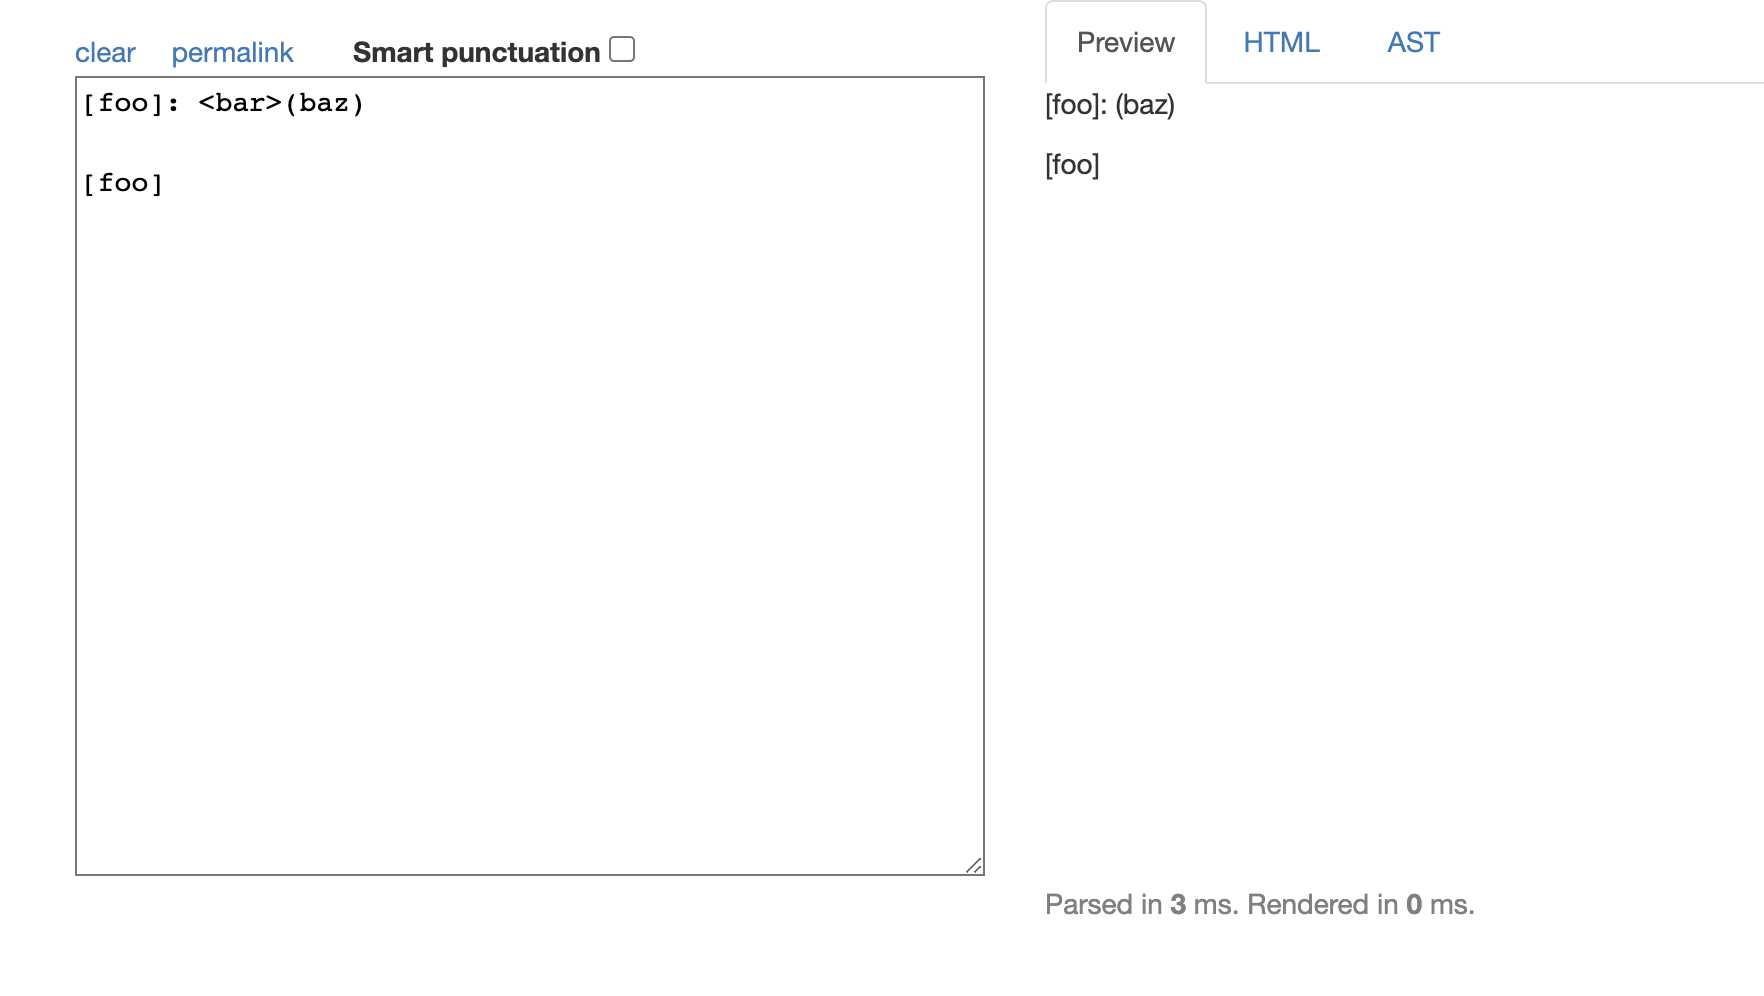 clear permalink Smart punctuation
[foo]: <bar>(baz)
[foo]
Preview HTML AST
[foo]: (baz)
[foo]
Parsed in 3 ms. Rendered in 0 ms.